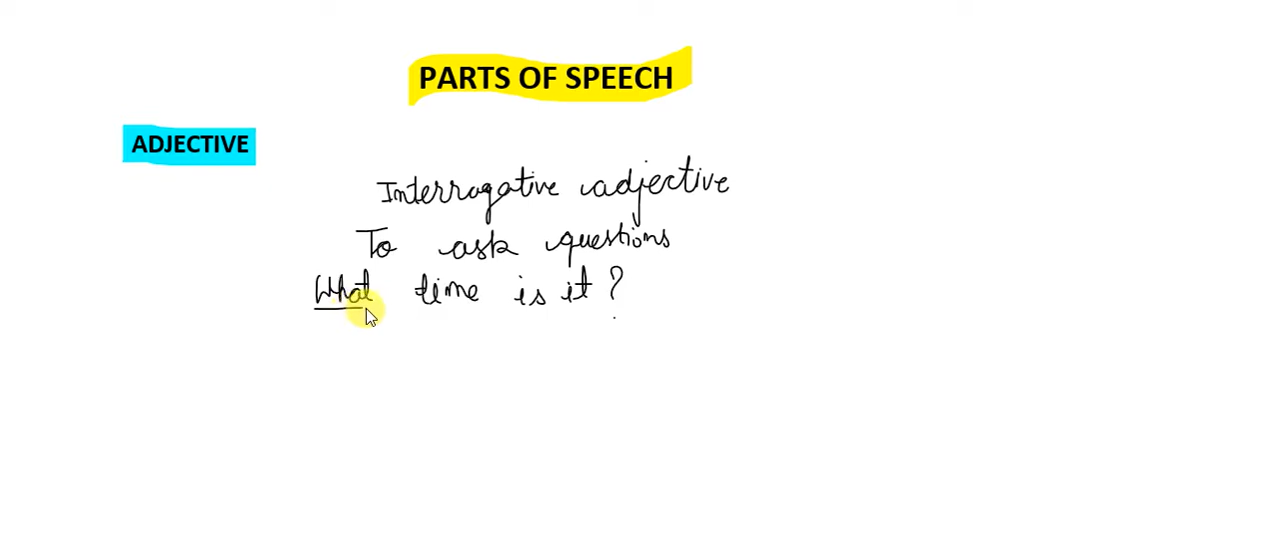 PARTS OF SPEECH
ADJECTIVE
Interrogative adjective
To ask questions
What time is it?